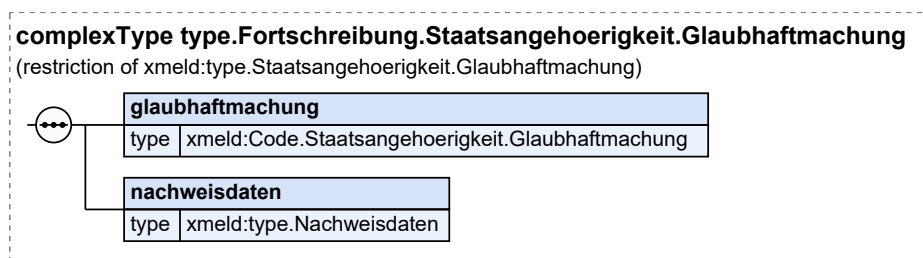 complexType type.Fortschreibung.Staatsangehoerigkeit.Glaubhaftmachung
(restriction of xmeld:type.Staatsangehoerigkeit.Glaubhaftmachung)
glaubhaftmachung
type xmeld:Code.Staatsangehoerigkeit.Glaubhaftmachung
nachweisdaten
type xmeld:type.Nachweisdaten